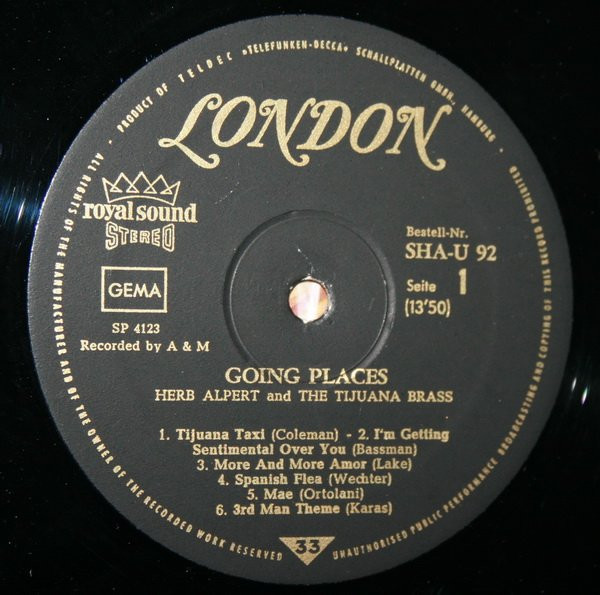 PRODUCT OF TELDEC »TELEFUNKEN-DECCA« SCHALLPLATTEN GMBH., HAMBURG
LONDON
royal sound
STEREO
GEMA
SP 4123
Recorded by A & M
Bestell-Nr.
SHA-U 92
Seite 1
(13'50)
GOING PLACES
HERB ALPERT and THE TIJUANA BRASS
1. Tijuana Taxi (Coleman) - 2. I'm Getting
Sentimental Over You (Bassman)
3. More And More Amor (Lake)
4. Spanish Flea (Wechter)
5. Mae (Ortolani)
6. 3rd Man Theme (Karas)
33
ALL RIGHTS OF THE MANUFACTURER AND OF THE OWNER OF THE RECORDED WORK RESERVED
UNAUTHORISED PUBLIC PERFORMANCE BROADCASTING AND COPYING OF THIS RECORD PROHIBITED